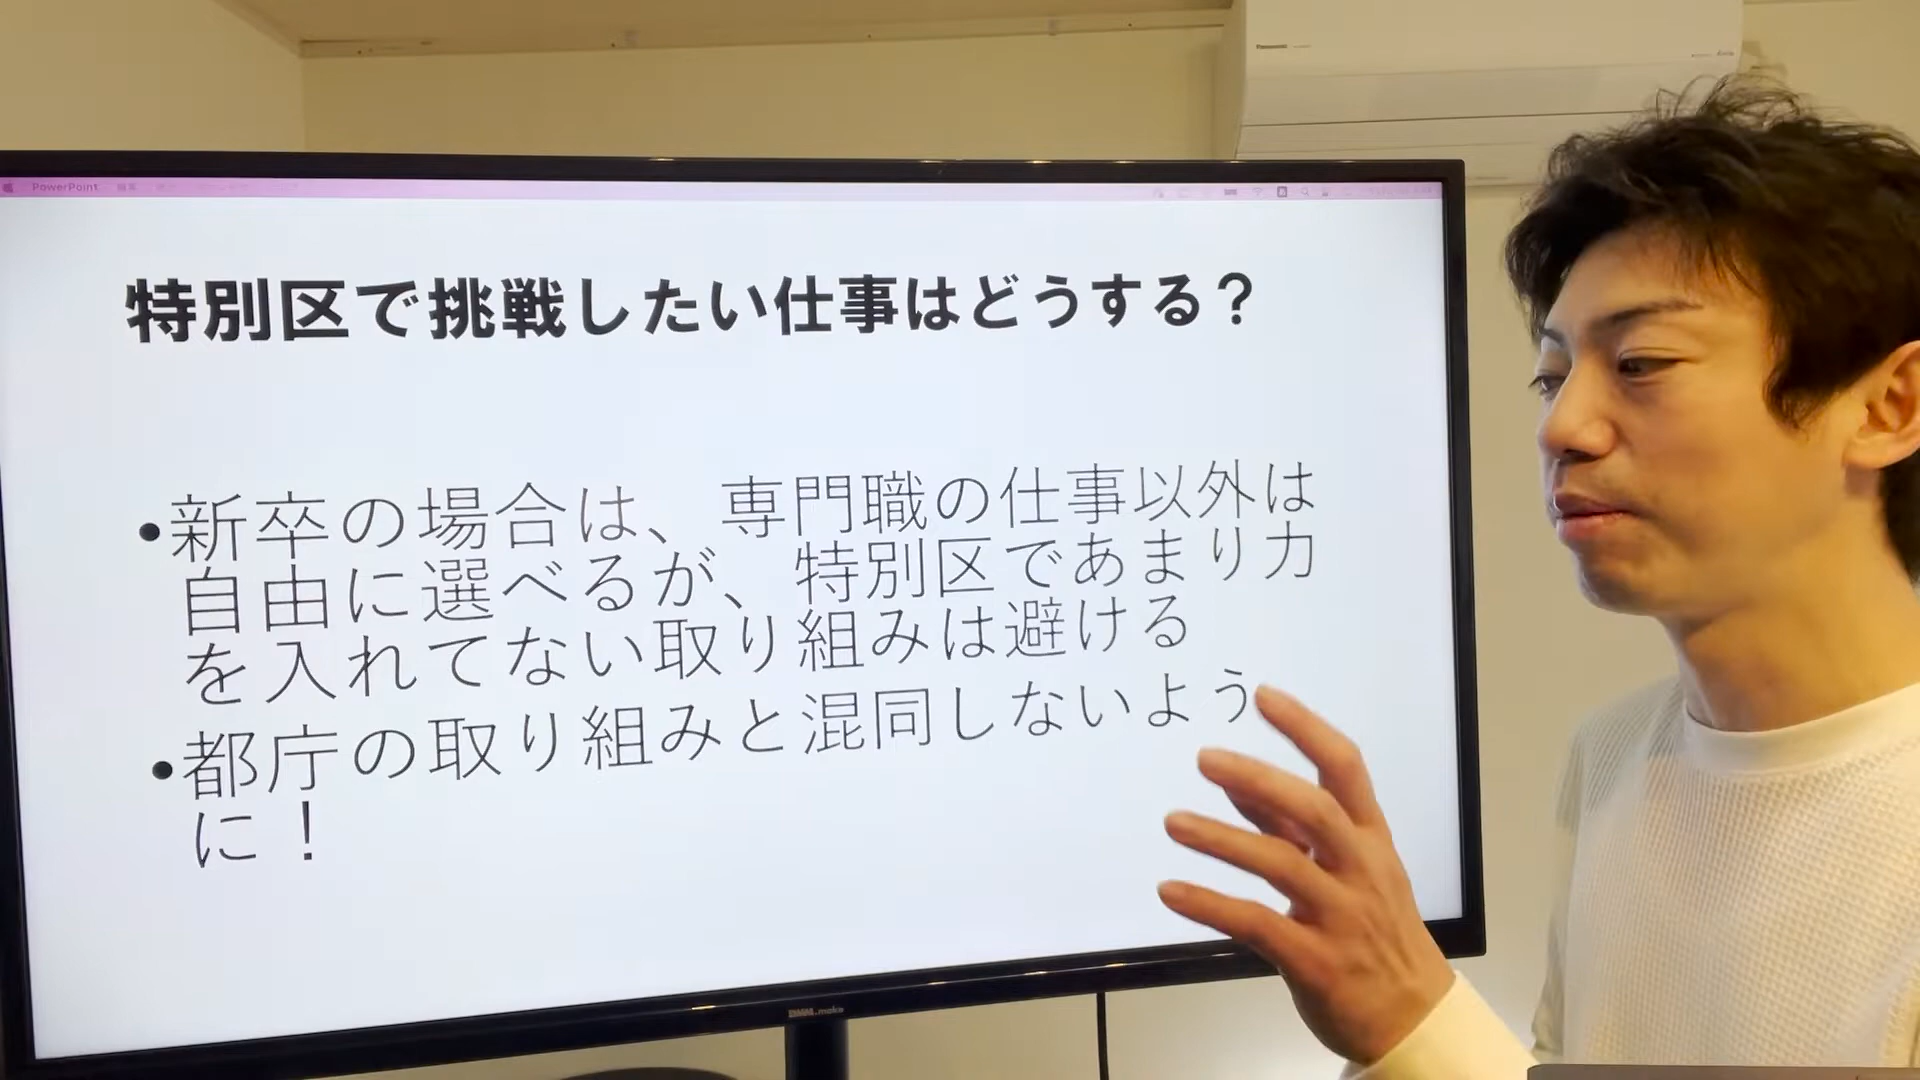 PowerPoint
特別区で挑戦したい仕事はどうする？
•新卒の場合は、専門職の仕事以外は
自由に選べるが、特別区であまり力
を入れてない取り組みは避ける
•都庁の取り組みと混同しないよう
に！
DMM.make